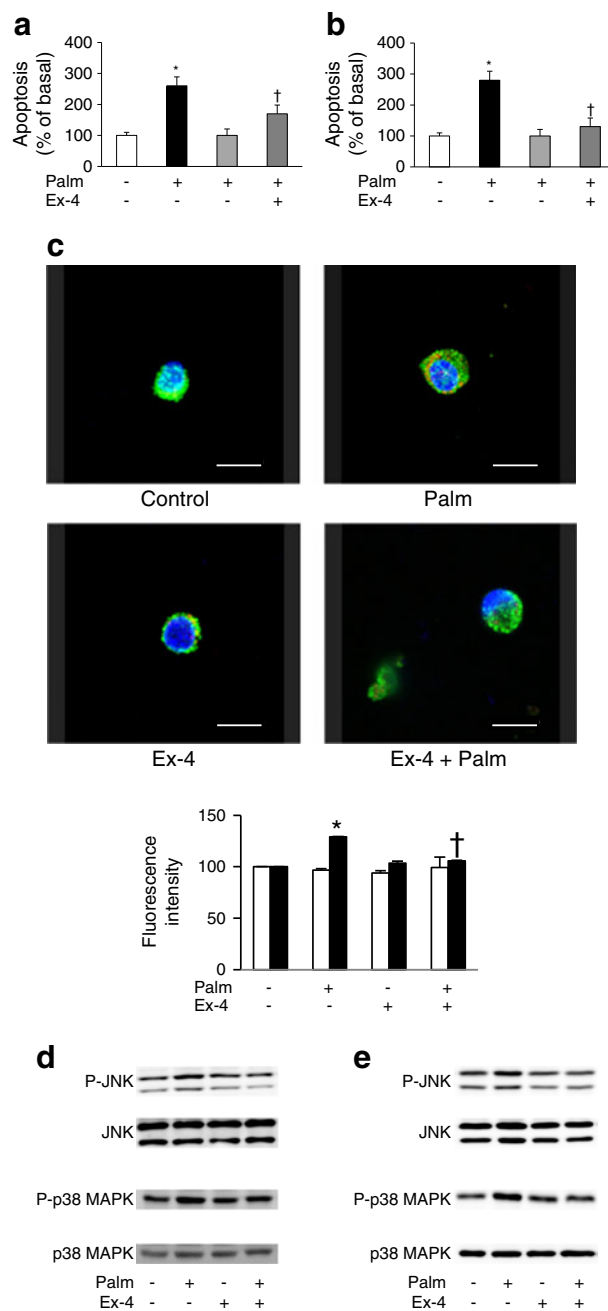 a
b
Apoptosis
(% of basal)
400
300
200
100
0
*
†
Palm - + + +
Ex-4 - - - +
Apoptosis
(% of basal)
400
300
200
100
0
*
†
Palm - + + +
Ex-4 - - - +
c
Control
Palm
Ex-4
Ex-4 + Palm
Fluorescence
intensity
150
100
50
0
*
†
Palm - + - +
Ex-4 - - + +
d
P-JNK
JNK
P-p38 MAPK
p38 MAPK
Palm - + - +
Ex-4 - - + +
e
P-JNK
JNK
P-p38 MAPK
p38 MAPK
Palm - + - +
Ex-4 - - + +